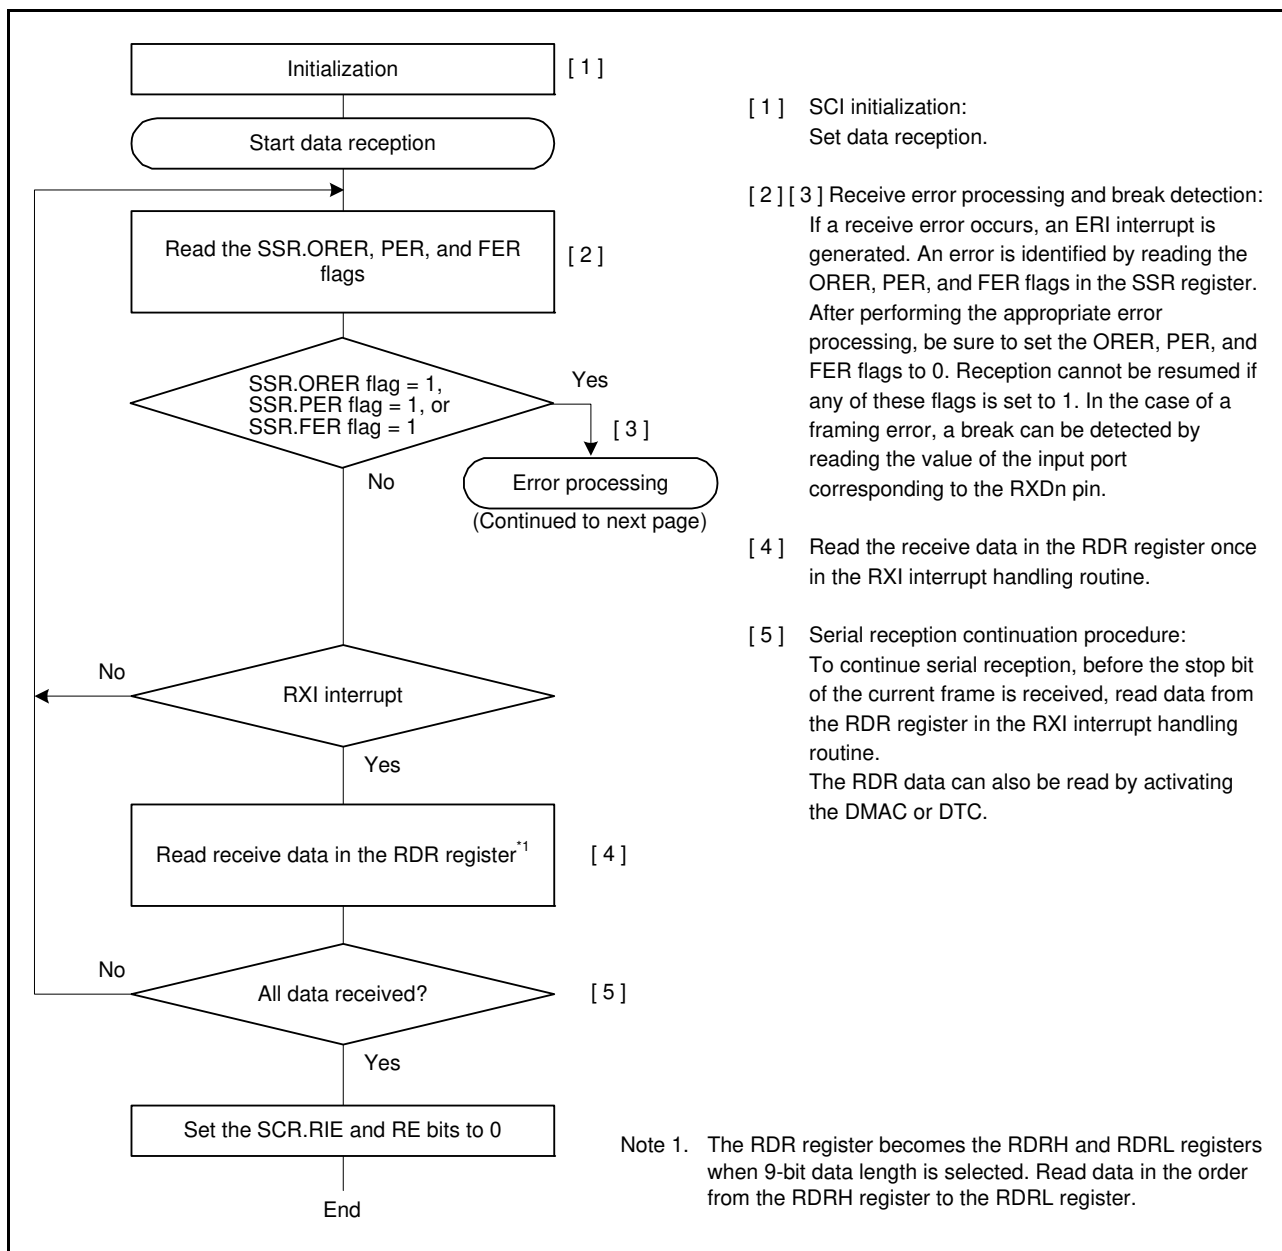 Initialization
[ 1 ]
Start data reception
Read the SSR.ORER, PER, and FER
flags
[ 2 ]
SSR.ORER flag = 1,
SSR.PER flag = 1, or
SSR.FER flag = 1
Yes
[ 3 ]
No
Error processing
(Continued to next page)
No
RXI interrupt
Yes
Read receive data in the RDR register*1
[ 4 ]
No
All data received?
[ 5 ]
Yes
Set the SCR.RIE and RE bits to 0
End
[ 1 ] SCI initialization:
Set data reception.
[ 2 ] [ 3 ] Receive error processing and break detection:
If a receive error occurs, an ERI interrupt is
generated. An error is identified by reading the
ORER, PER, and FER flags in the SSR register.
After performing the appropriate error
processing, be sure to set the ORER, PER, and
FER flags to 0. Reception cannot be resumed if
any of these flags is set to 1. In the case of a
framing error, a break can be detected by
reading the value of the input port
corresponding to the RXDn pin.
[ 4 ] Read the receive data in the RDR register once
in the RXI interrupt handling routine.
[ 5 ] Serial reception continuation procedure:
To continue serial reception, before the stop bit
of the current frame is received, read data from
the RDR register in the RXI interrupt handling
routine.
The RDR data can also be read by activating
the DMAC or DTC.
Note 1. The RDR register becomes the RDRH and RDRL registers
when 9-bit data length is selected. Read data in the order
from the RDRH register to the RDRL register.